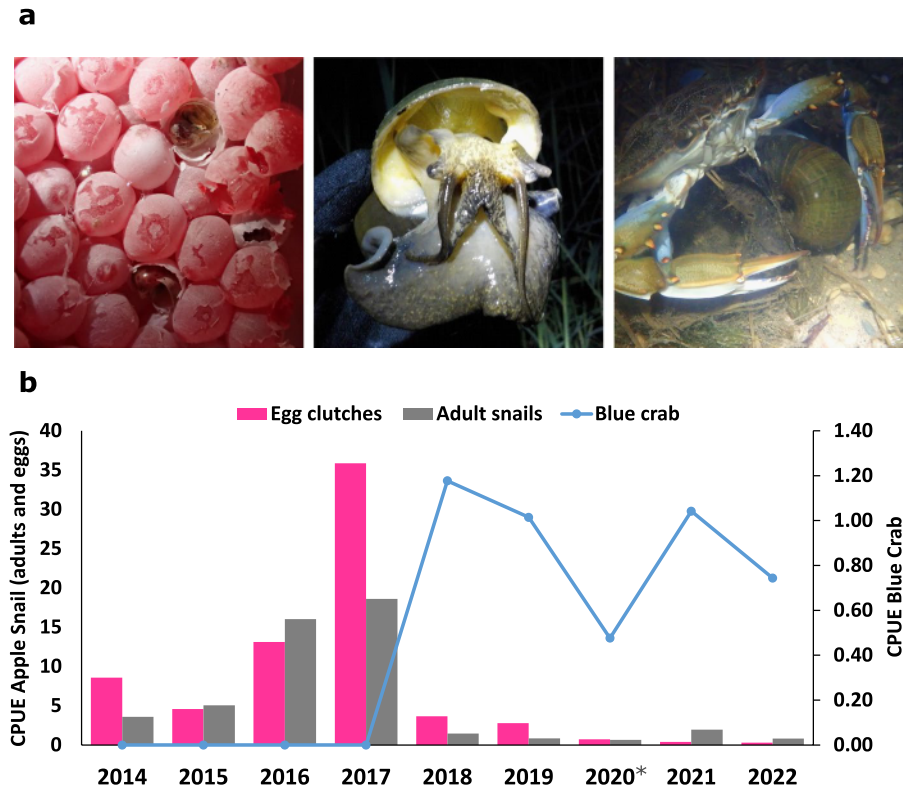 a
b
Egg clutches Adult snails Blue crab
CPUE Apple Snail (adults and eggs)
40
35
30
25
20
15
10
5
0
1.40
1.20
1.00
0.80
0.60
0.40
0.20
0.00
CPUE Blue Crab
2014 2015 2016 2017 2018 2019 2020* 2021 2022